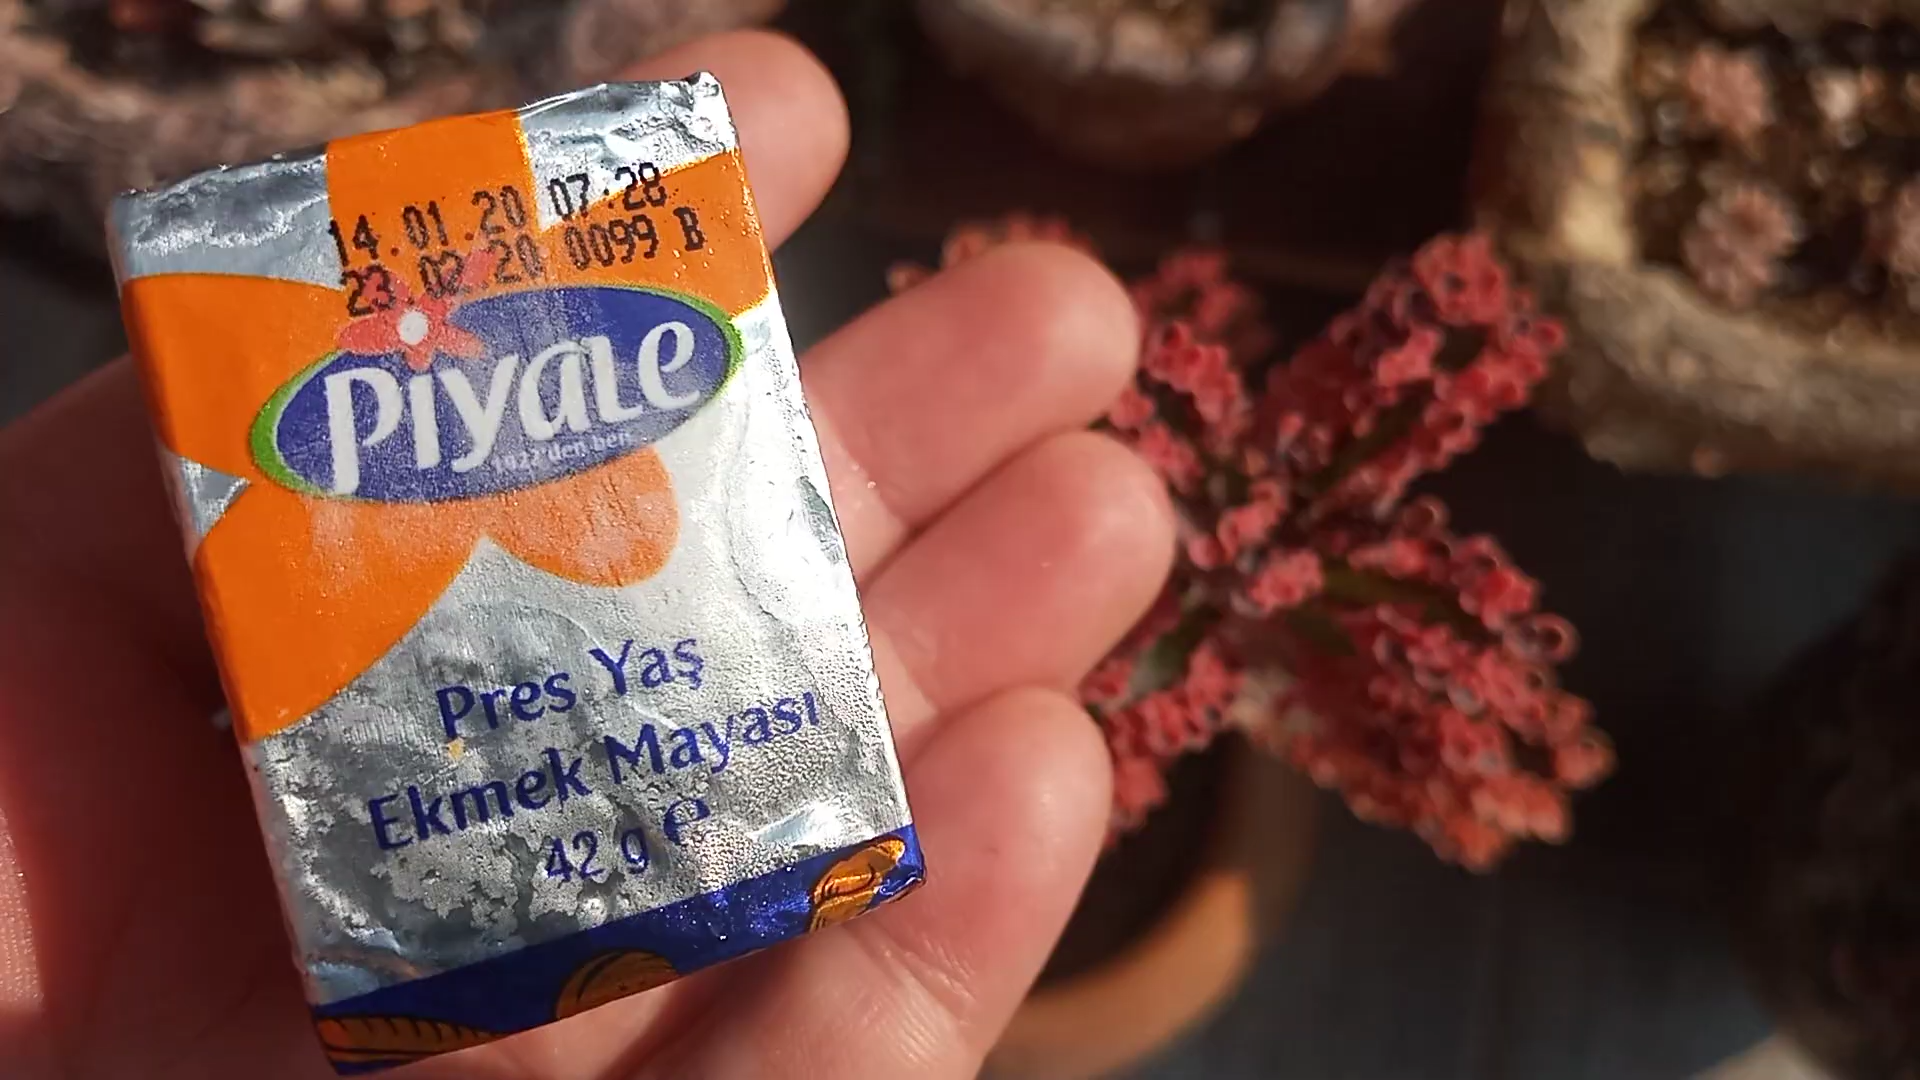 14.01.20 07:28
23.02.20 0099 B
Piyale
1922'den beri
Pres Yaş
Ekmek Mayası
42 g ℮